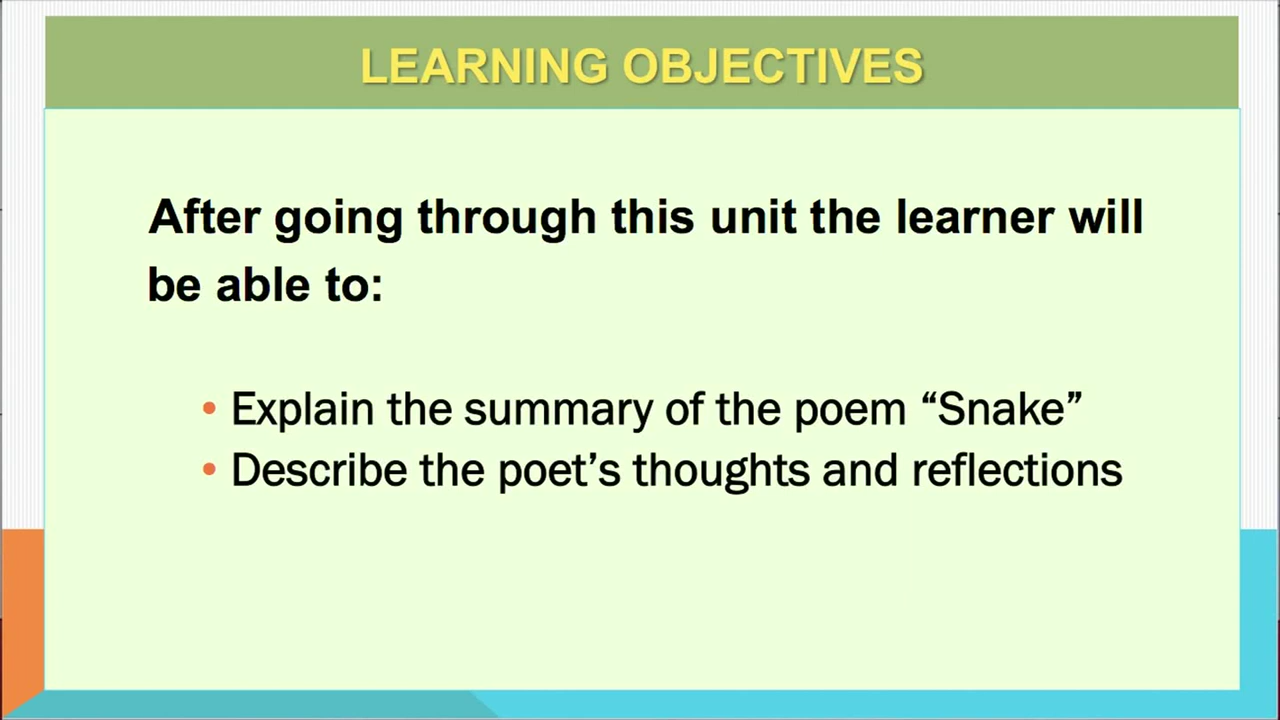 LEARNING OBJECTIVES
After going through this unit the learner will
be able to:
• Explain the summary of the poem “Snake”
• Describe the poet’s thoughts and reflections